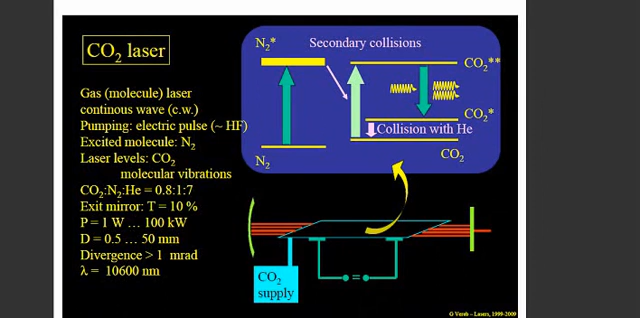 CO2 laser
Gas (molecule) laser
continous wave (c.w.)
Pumping: electric pulse (~ HF)
Excited molecule: N2
Laser levels: CO2
molecular vibrations
CO2:N2:He = 0.8:1:7
Exit mirror: T = 10 %
P = 1 W ... 100 kW
D = 0.5 ... 50 mm
Divergence > 1 mrad
λ = 10600 nm
N2*
Secondary collisions
CO2**
CO2*
Collision with He
N2
CO2
CO2
supply
=
G Vereb – Lasers, 1999-2009